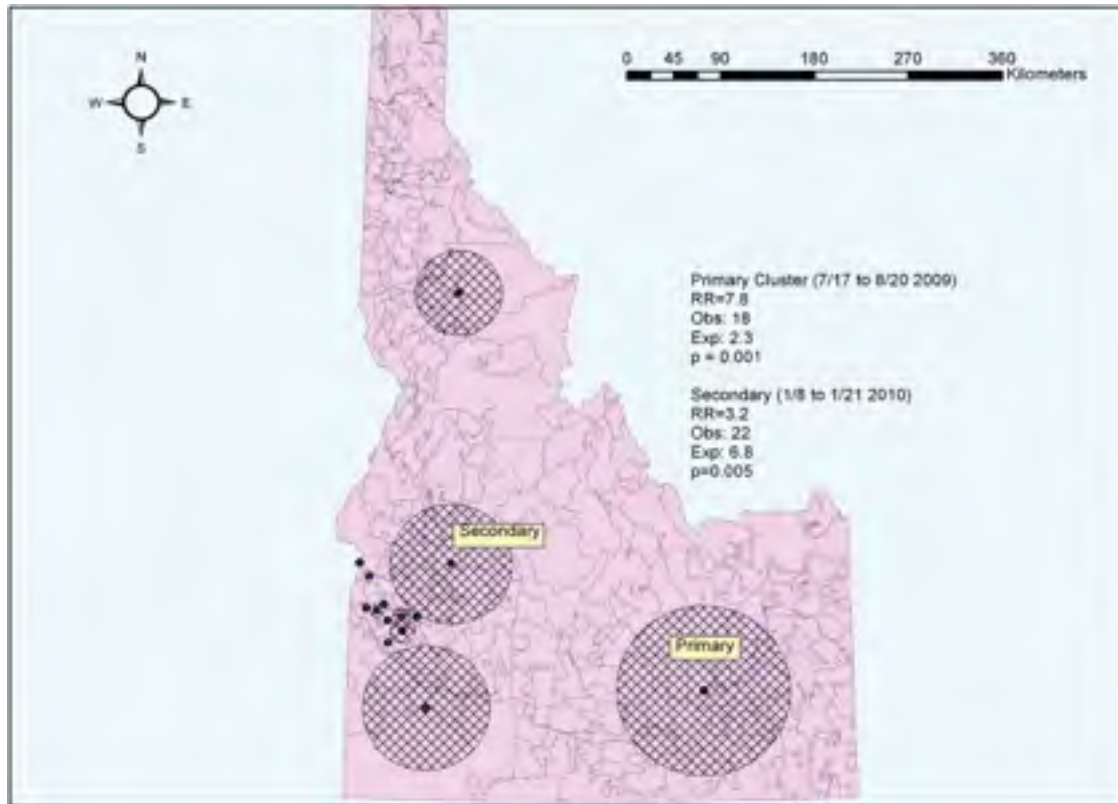 N
W E
S
0 45 90 180 270 360
Kilometers
Primary Cluster (7/17 to 8/20 2009)
RR=7.8
Obs: 18
Exp: 2.3
p = 0.001
Secondary (1/8 to 1/21 2010)
RR=3.2
Obs: 22
Exp: 6.8
p=0.005
Secondary
Primary